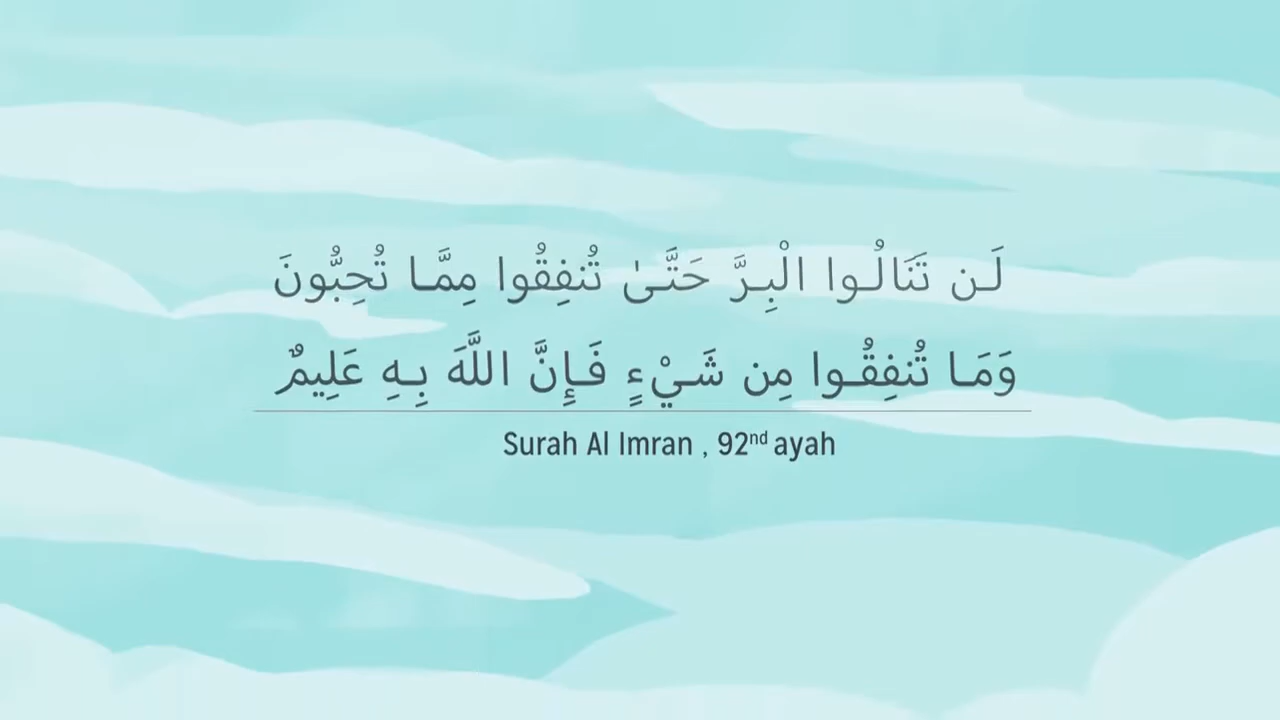 لَن تَنَالُوا الْبِرَّ حَتَّىٰ تُنفِقُوا مِمَّا تُحِبُّونَ
وَمَا تُنفِقُوا مِن شَيْءٍ فَإِنَّ اللَّهَ بِهِ عَلِيمٌ
Surah Al Imran , 92nd ayah